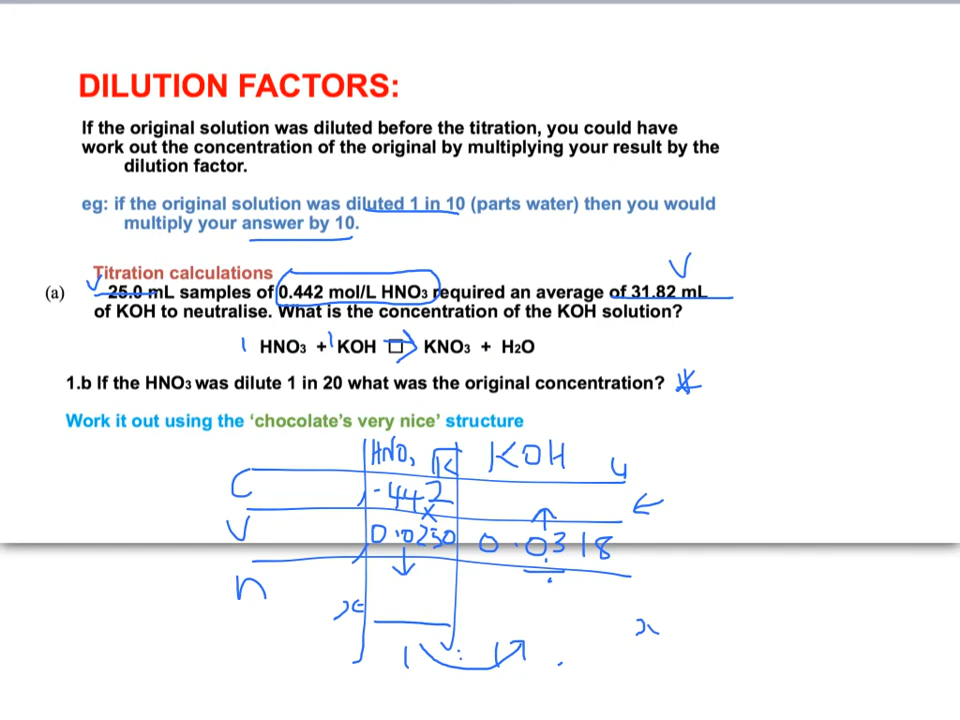 DILUTION FACTORS:
If the original solution was diluted before the titration, you could have
work out the concentration of the original by multiplying your result by the
dilution factor.
eg: if the original solution was diluted 1 in 10 (parts water) then you would
multiply your answer by 10.
Titration calculations
(a) 25.0 mL samples of 0.442 mol/L HNO3 required an average of 31.82 mL
of KOH to neutralise. What is the concentration of the KOH solution?
1 HNO3 + 1 KOH → KNO3 + H2O
1.b If the HNO3 was dilute 1 in 20 what was the original concentration?
Work it out using the ‘chocolate’s very nice’ structure
HNO3 K KOH u
C .442
x
V 0.0250 0.0318
n
x x
1 : 1